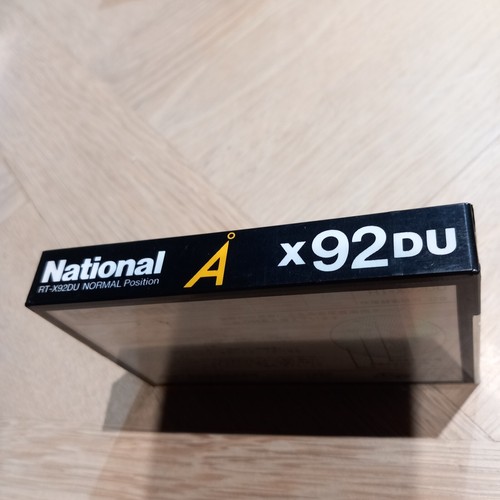 National
RT-X92DU NORMAL Position
Å
X92DU